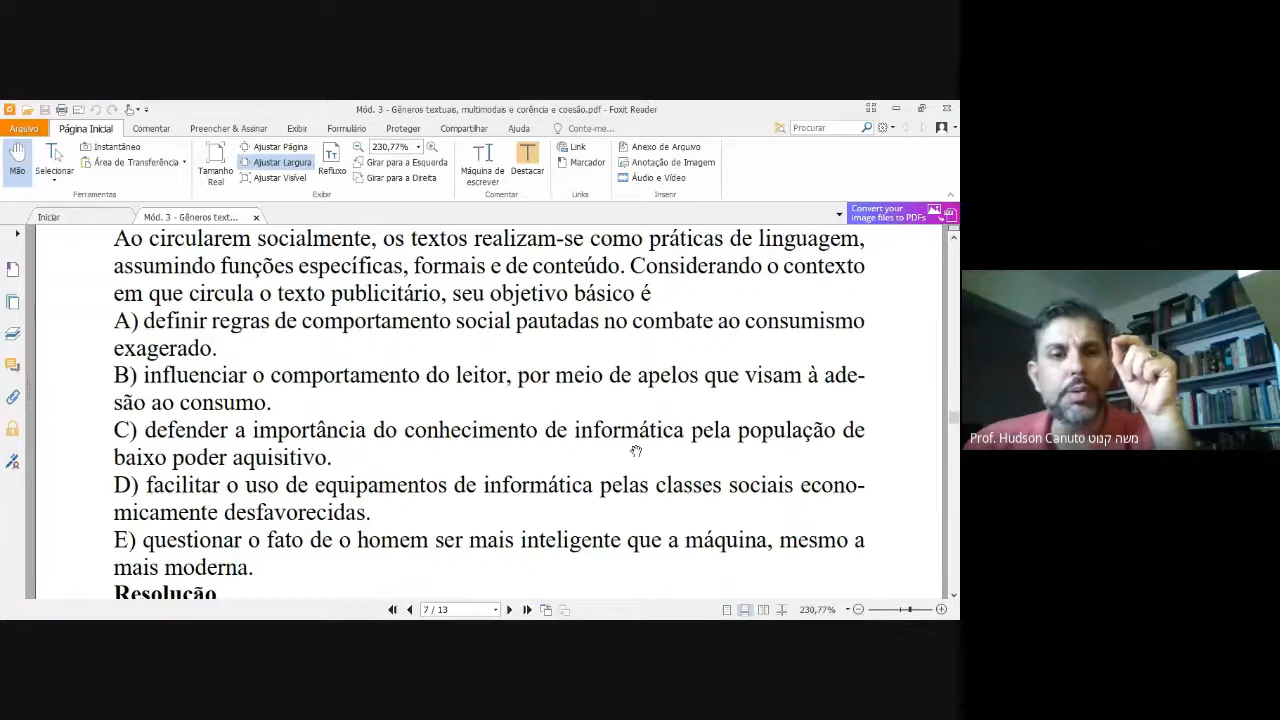 Mód. 3 - Gêneros textuais, multimodais e corência e coesão.pdf - Foxit Reader
Arquivo Página Inicial Comentar Preencher & Assinar Exibir Formulário Proteger Compartilhar Ajuda Conte-me... Procurar
Mão
Selecionar
Instantâneo
Área de Transferência
Ferramentas
Tamanho Real
Ajustar Página
Ajustar Largura
Ajustar Visível
Refluxo
230,77%
Girar para a Esquerda
Girar para a Direita
Exibir
Máquina de escrever
Destacar
Comentar
Link
Marcador
Links
Anexo de Arquivo
Anotação de Imagem
Áudio e Vídeo
Inserir
Iniciar Mód. 3 - Gêneros text...
Convert your
image files to PDFs
Ao circularem socialmente, os textos realizam-se como práticas de linguagem,
assumindo funções específicas, formais e de conteúdo. Considerando o contexto
em que circula o texto publicitário, seu objetivo básico é
A) definir regras de comportamento social pautadas no combate ao consumismo
exagerado.
B) influenciar o comportamento do leitor, por meio de apelos que visam à ade-
são ao consumo.
C) defender a importância do conhecimento de informática pela população de
baixo poder aquisitivo.
D) facilitar o uso de equipamentos de informática pelas classes sociais econo-
micamente desfavorecidas.
E) questionar o fato de o homem ser mais inteligente que a máquina, mesmo a
mais moderna.
Resolução
7 / 13 230,77%
Prof. Hudson Canuto משה קנוט